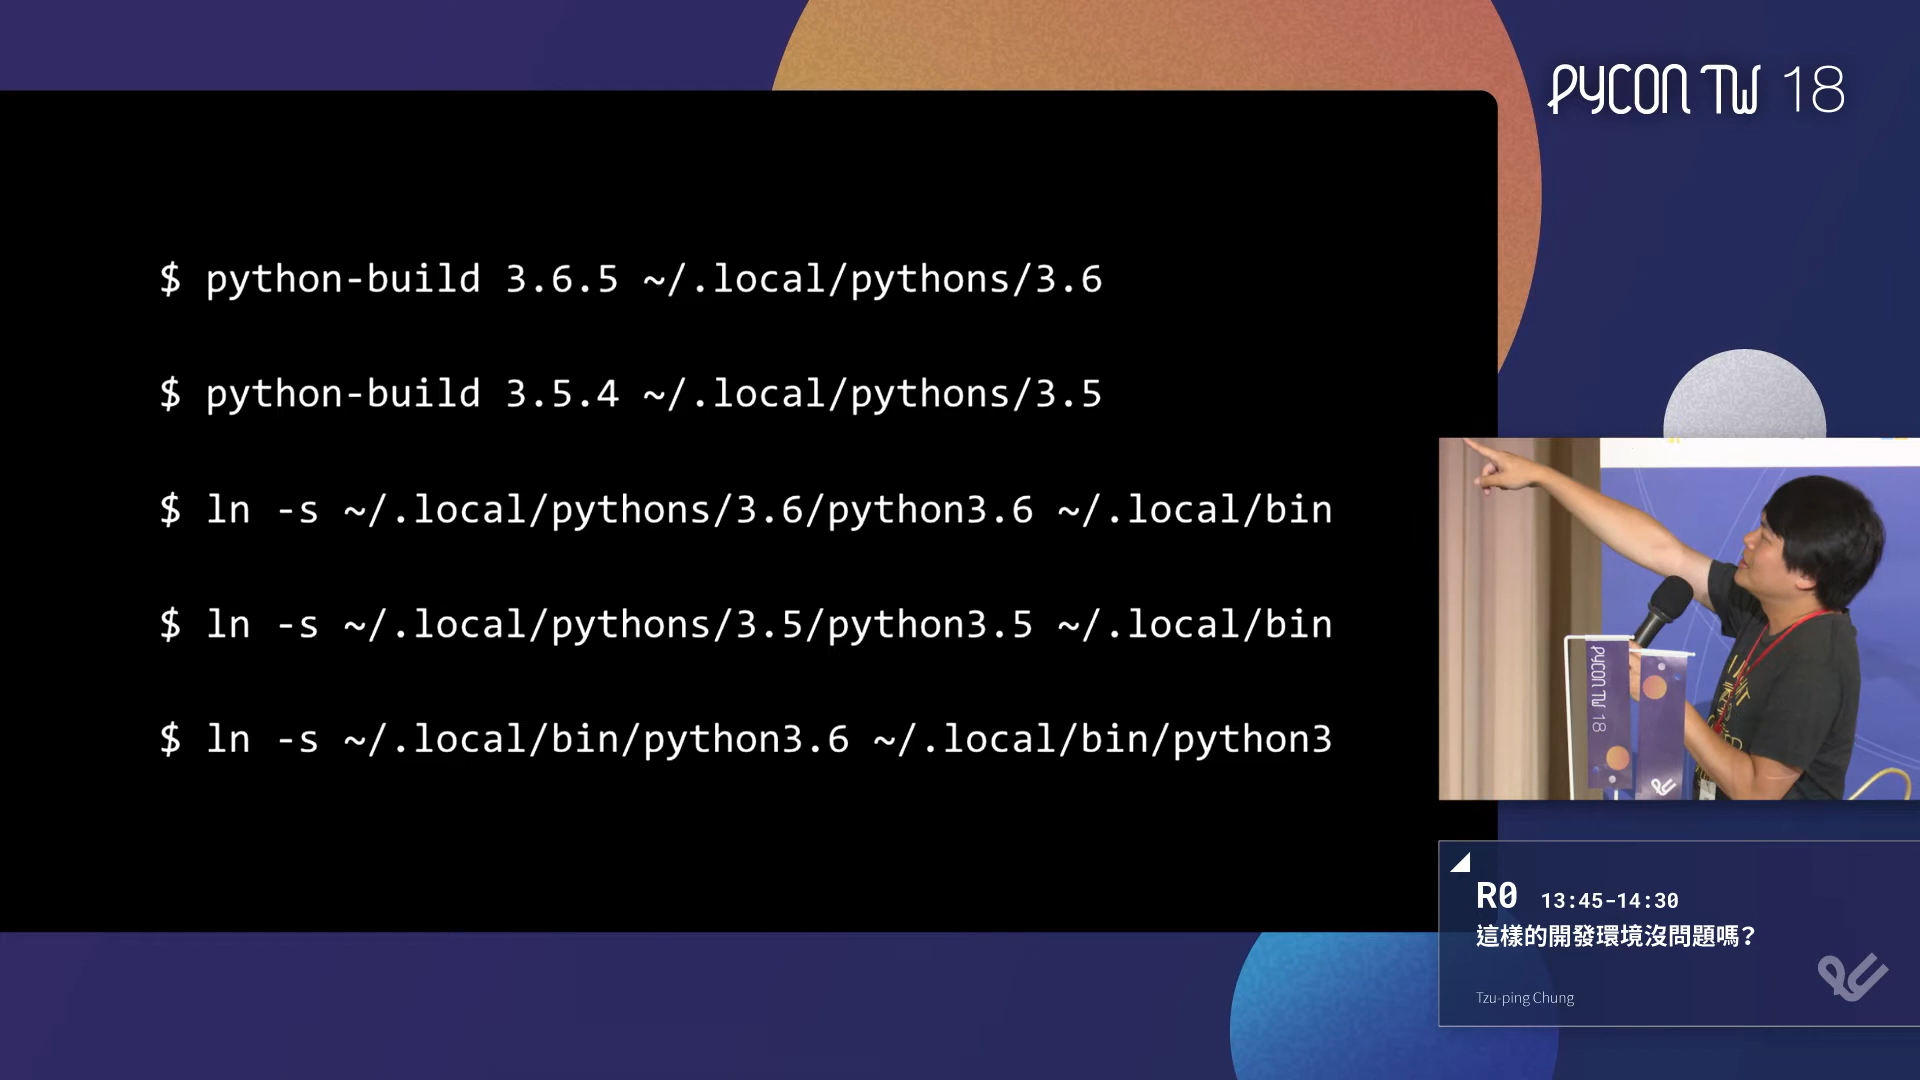 PYCON TW 18
$ python-build 3.6.5 ~/.local/pythons/3.6
$ python-build 3.5.4 ~/.local/pythons/3.5
$ ln -s ~/.local/pythons/3.6/python3.6 ~/.local/bin
$ ln -s ~/.local/pythons/3.5/python3.5 ~/.local/bin
$ ln -s ~/.local/bin/python3.6 ~/.local/bin/python3
PYCON TW 18
R0 13:45-14:30
這樣的開發環境沒問題嗎?
Tzu-ping Chung